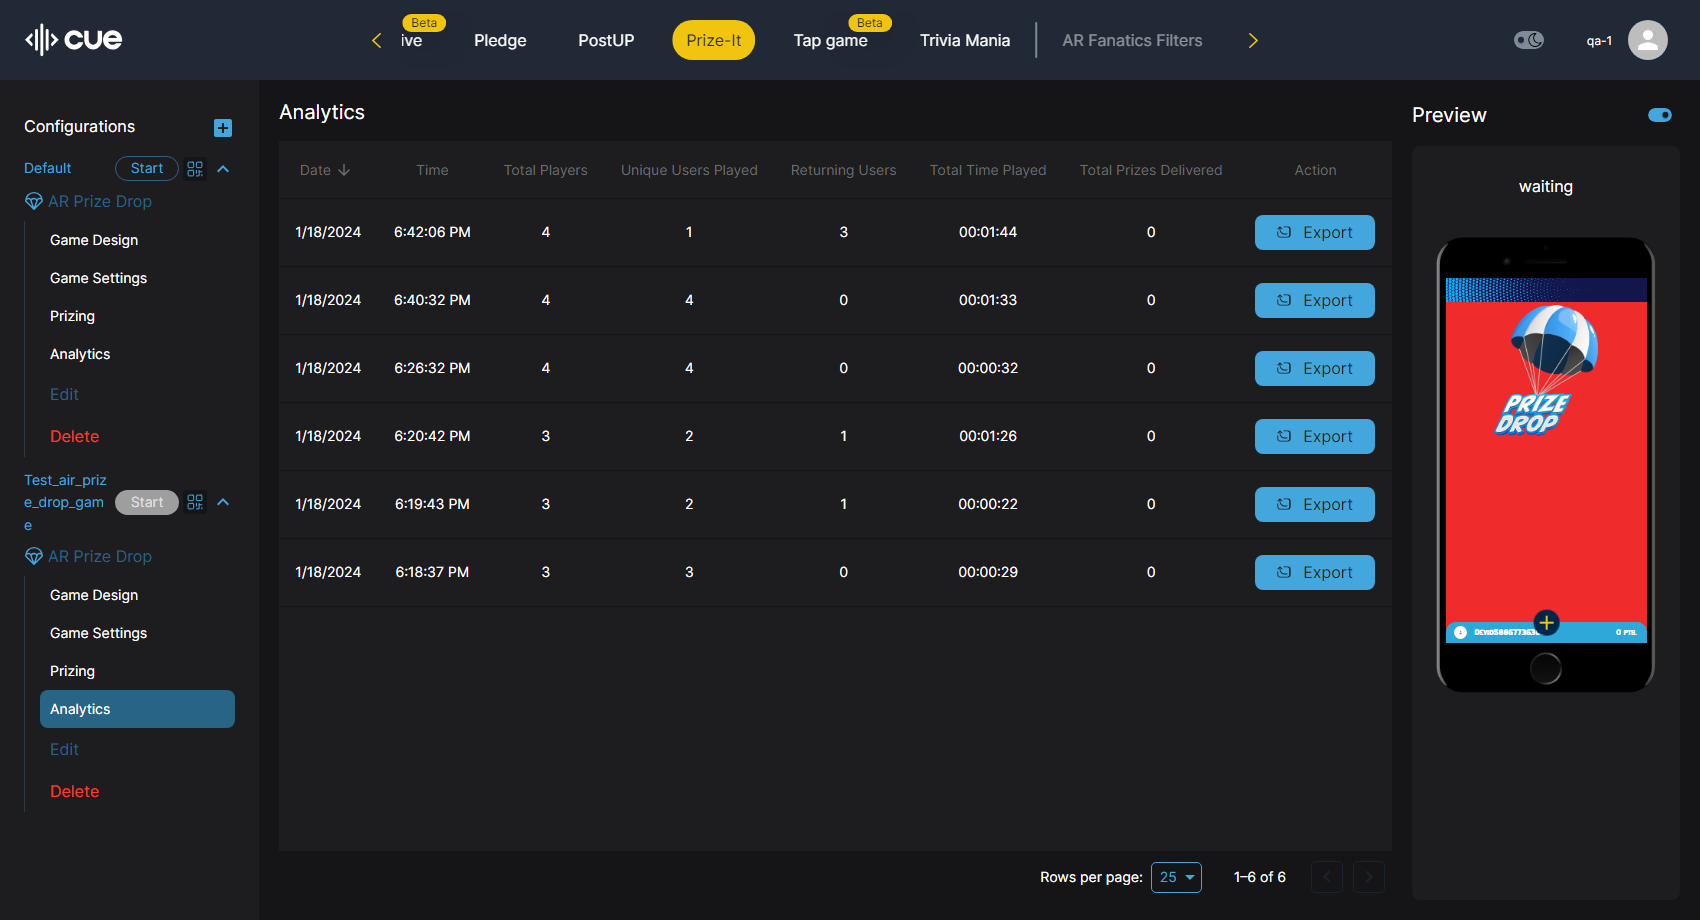 cue
Beta
ive
Pledge
PostUP
Prize-It
Beta
Tap game
Trivia Mania
AR Fanatics Filters
qa-1
Configurations
Default
Start
AR Prize Drop
Game Design
Game Settings
Prizing
Analytics
Edit
Delete
Test_air_priz
e_drop_gam
e
Start
AR Prize Drop
Game Design
Game Settings
Prizing
Analytics
Edit
Delete
Analytics
Date Time Total Players Unique Users Played Returning Users Total Time Played Total Prizes Delivered Action
1/18/2024 6:42:06 PM 4 1 3 00:01:44 0 Export
1/18/2024 6:40:32 PM 4 4 0 00:01:33 0 Export
1/18/2024 6:26:32 PM 4 4 0 00:00:32 0 Export
1/18/2024 6:20:42 PM 3 2 1 00:01:26 0 Export
1/18/2024 6:19:43 PM 3 2 1 00:00:22 0 Export
1/18/2024 6:18:37 PM 3 3 0 00:00:29 0 Export
Rows per page: 25 1–6 of 6
Preview
waiting
PRIZE
DROP
0 PTS.